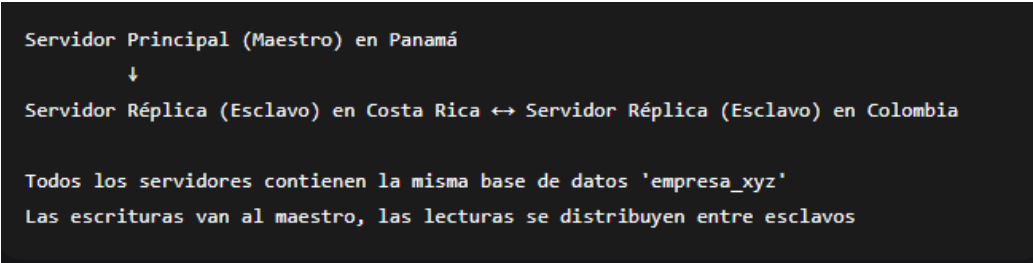 Servidor Principal (Maestro) en Panamá
↓
Servidor Réplica (Esclavo) en Costa Rica ↔ Servidor Réplica (Esclavo) en Colombia
Todos los servidores contienen la misma base de datos 'empresa_xyz'
Las escrituras van al maestro, las lecturas se distribuyen entre esclavos